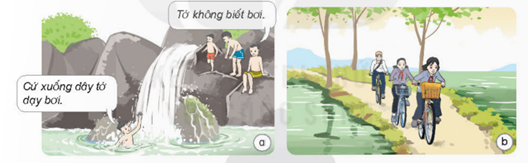 Tớ không biết bơi.
Cứ xuống đây tớ
dạy bơi.
a
b